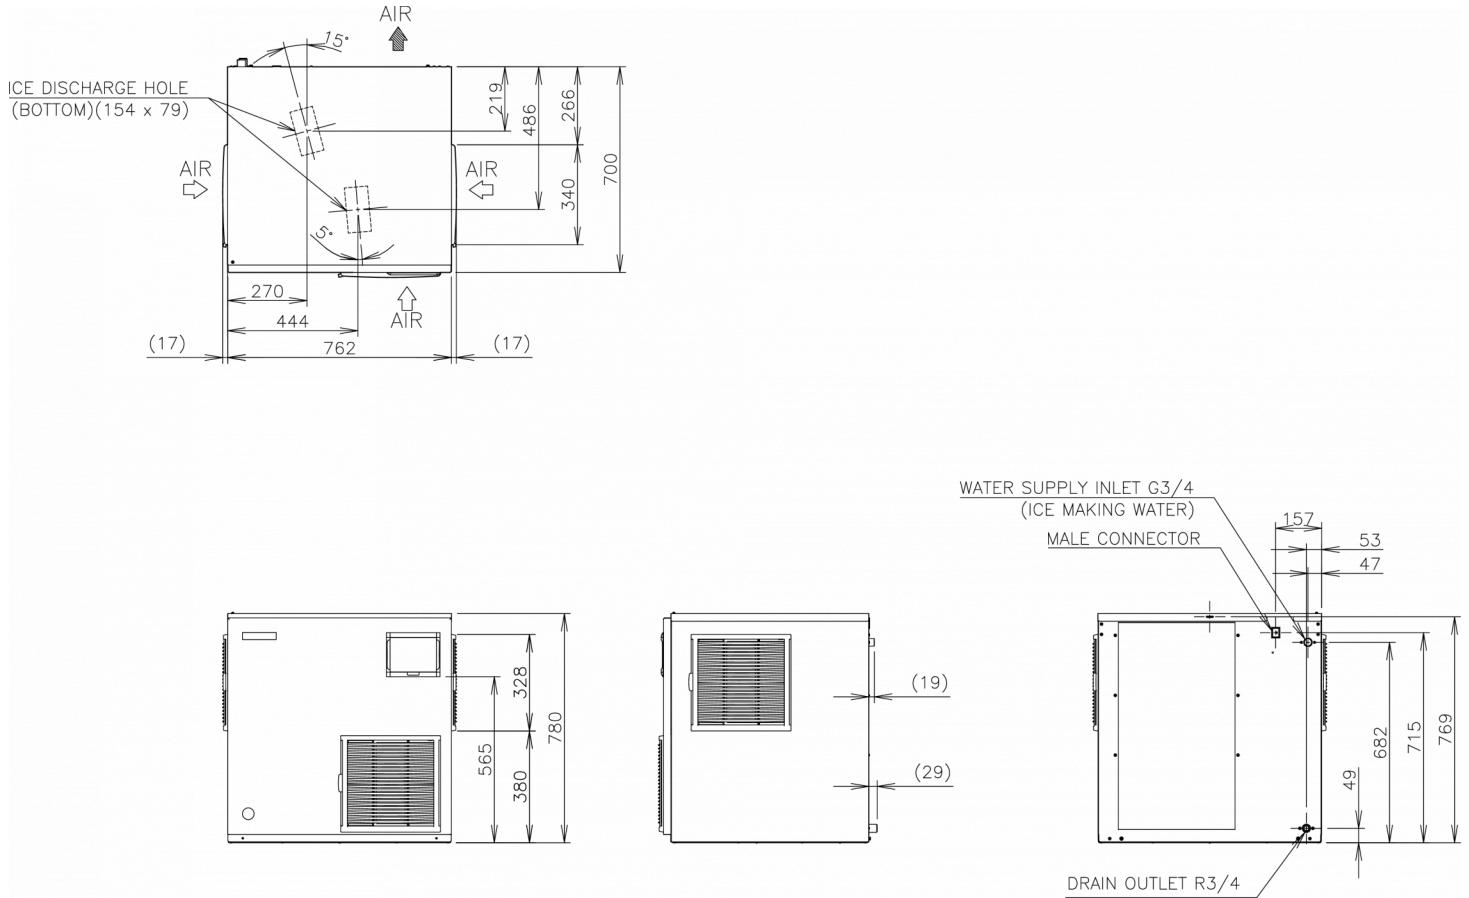 AIR
15°
ICE DISCHARGE HOLE
(BOTTOM)(154 x 79)
219
486
266
AIR
AIR
340
700
5°
270
444
AIR
(17)
762
(17)
WATER SUPPLY INLET G3/4
(ICE MAKING WATER)
157
MALE CONNECTOR
53
47
328
(19)
780
565
380
(29)
682
715
769
49
DRAIN OUTLET R3/4